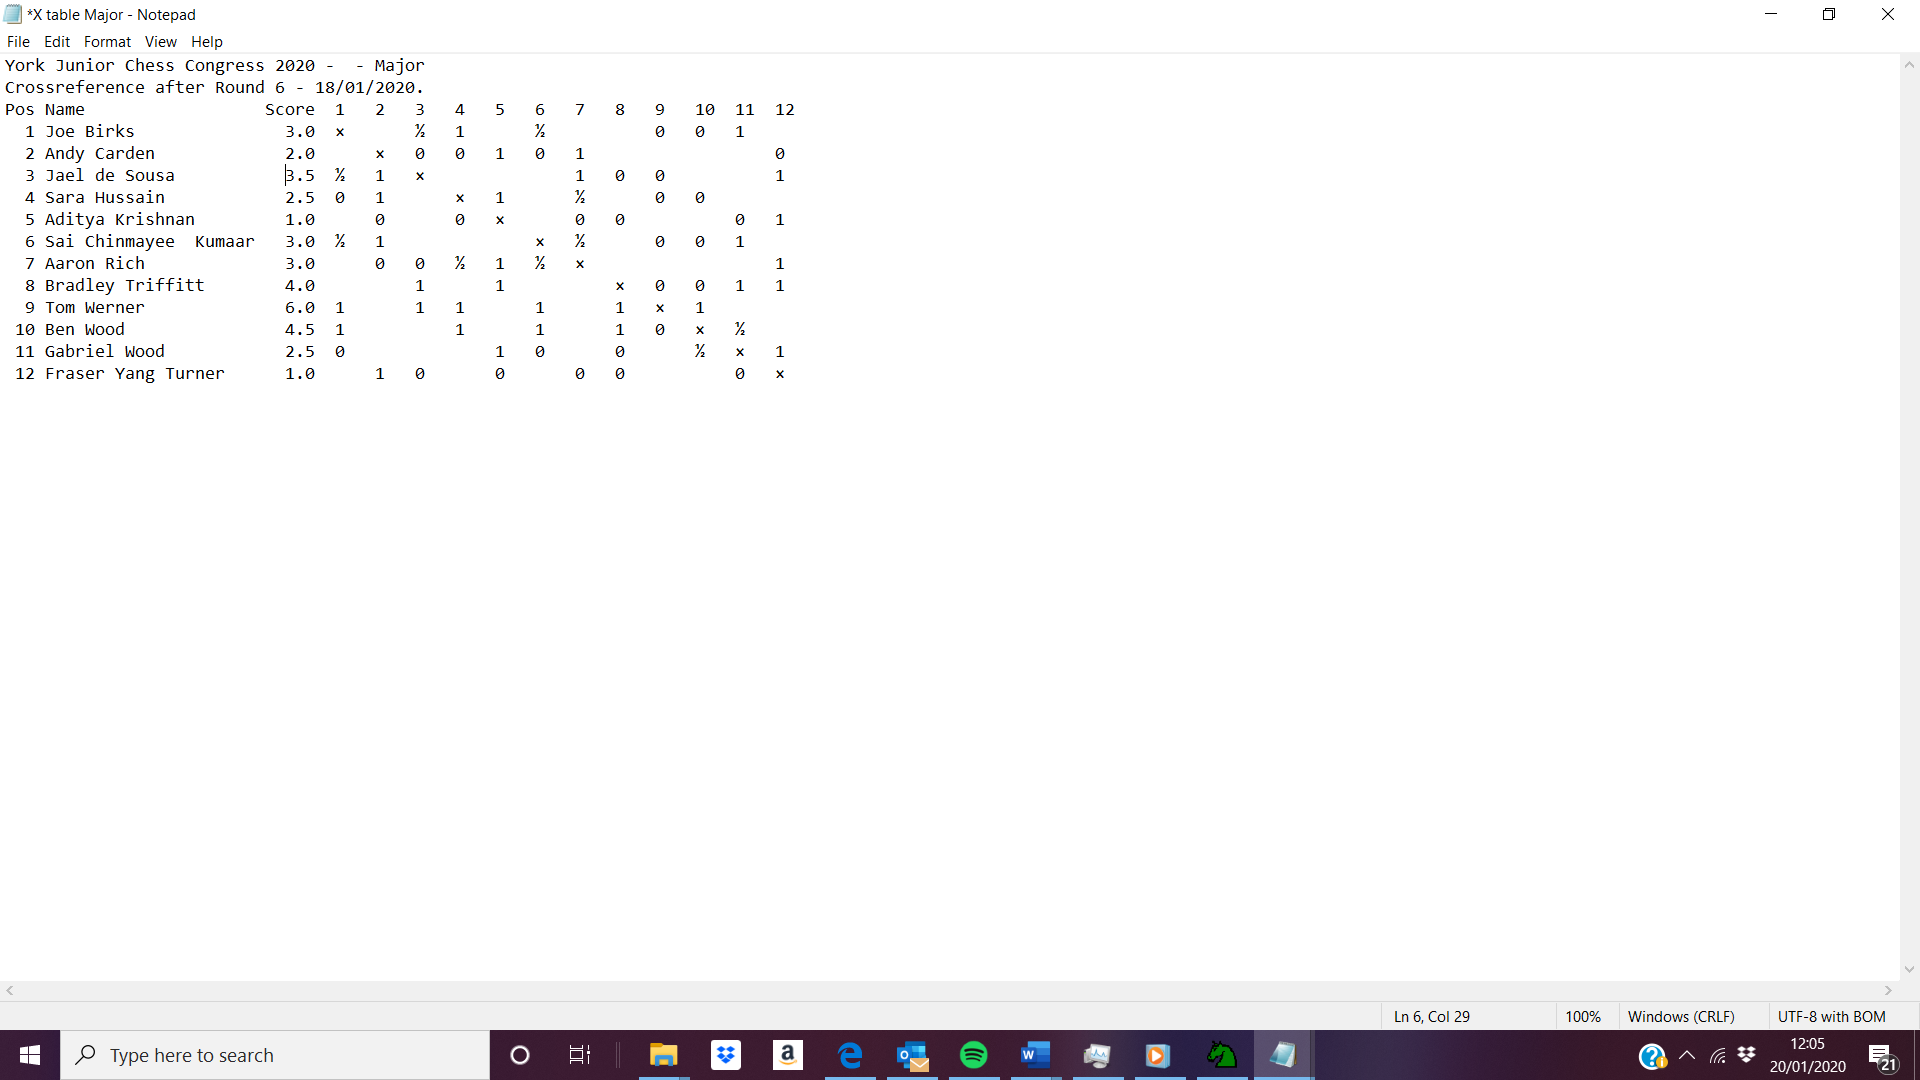 *X table Major - Notepad
File Edit Format View Help
York Junior Chess Congress 2020 -  - Major
Crossreference after Round 6 - 18/01/2020.
Pos Name                  Score  1   2   3   4   5   6   7   8   9   10  11  12
  1 Joe Birks               3.0  ×       ½   1       ½           0   0   1
  2 Andy Carden             2.0      ×   0   0   1   0   1                   0
  3 Jael de Sousa           3.5  ½   1   ×               1   0   0           1
  4 Sara Hussain            2.5  0   1       ×   1       ½       0   0
  5 Aditya Krishnan         1.0      0       0   ×       0   0           0   1
  6 Sai Chinmayee  Kumaar   3.0  ½   1               ×   ½       0   0   1
  7 Aaron Rich              3.0      0   0   ½   1   ½   ×                   1
  8 Bradley Triffitt        4.0          1       1           ×   0   0   1   1
  9 Tom Werner              6.0  1       1   1       1       1   ×   1
 10 Ben Wood                4.5  1           1       1       1   0   ×   ½
 11 Gabriel Wood            2.5  0               1   0       0       ½   ×   1
 12 Fraser Yang Turner      1.0      1   0       0       0   0           0   ×
Ln 6, Col 29 100% Windows (CRLF) UTF-8 with BOM
Type here to search
12:05
20/01/2020
21